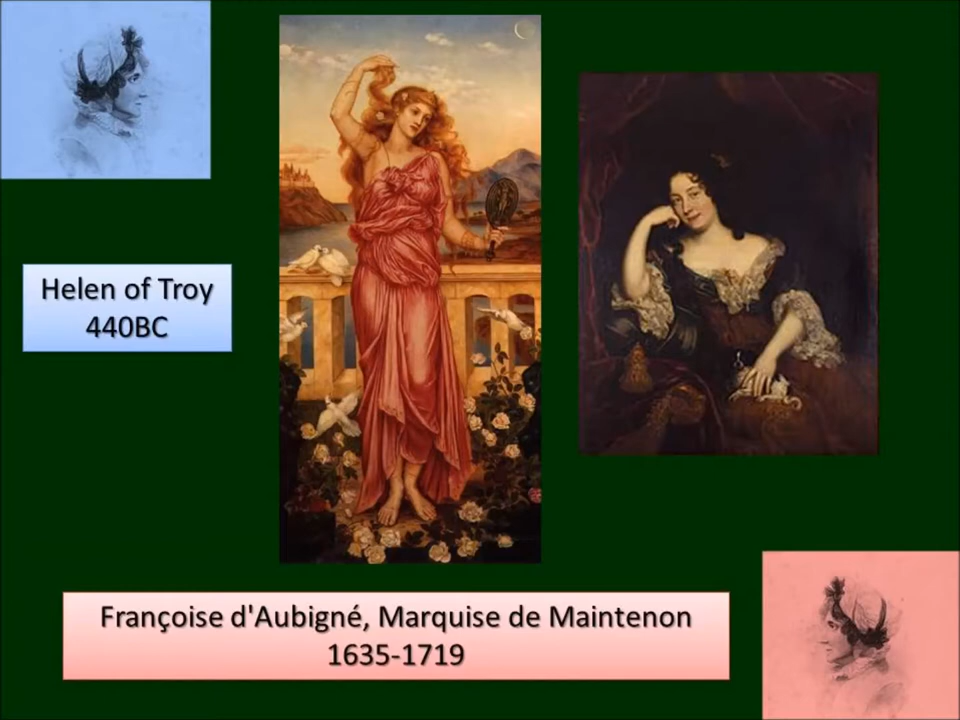 Helen of Troy
440BC
Françoise d'Aubigné, Marquise de Maintenon
1635-1719